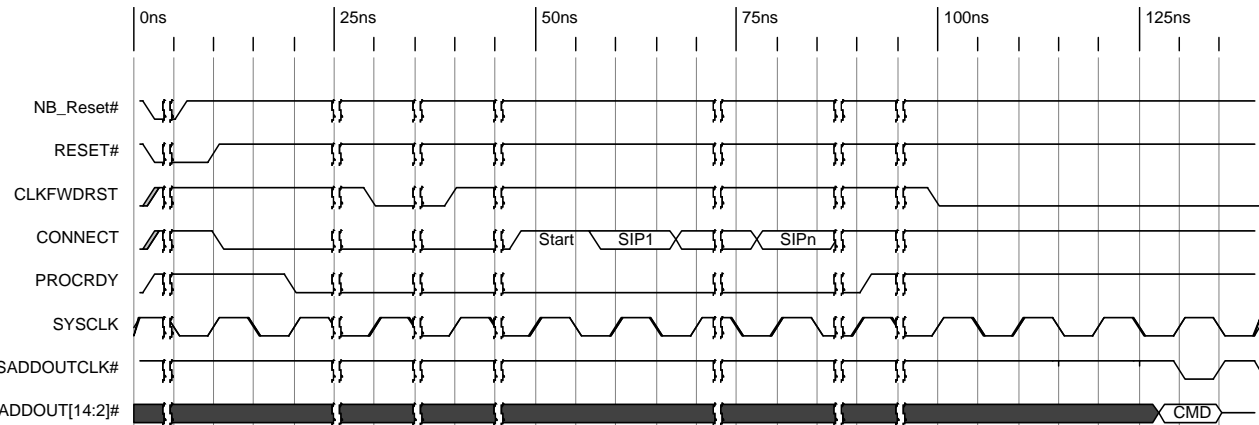 0ns 25ns 50ns 75ns 100ns 125ns
NB_Reset#
RESET#
CLKFWDRST
CONNECT Start SIP1 SIPn
PROCRDY
SYSCLK
SADDOUTCLK#
ADDOUT[14:2]# CMD